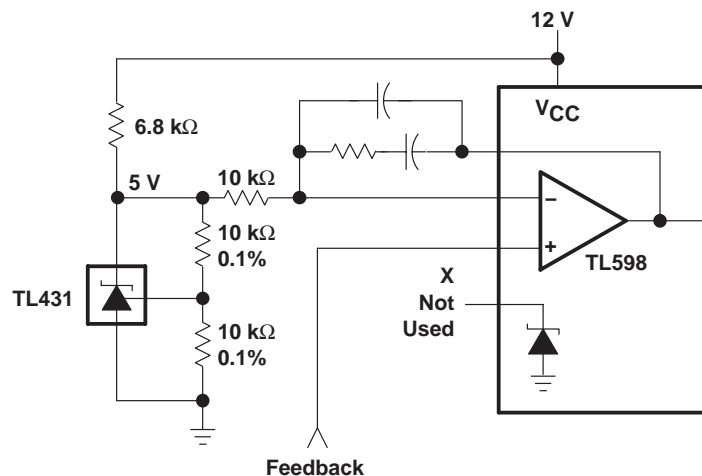 12 V
VCC
6.8 kΩ
5 V
10 kΩ
10 kΩ
0.1%
TL431
10 kΩ
0.1%
−
+
TL598
X
Not
Used
Feedback